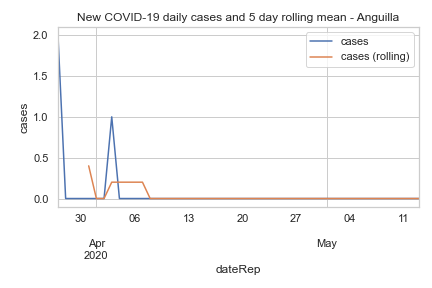 New COVID-19 daily cases and 5 day rolling mean - Anguilla
cases
cases (rolling)
2.0
1.5
1.0
0.5
0.0
cases
30 06 13 20 27 04 11
Apr May
2020
dateRep